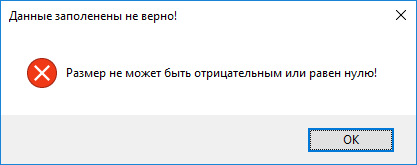 Данные заполенены не верно!
Размер не может быть отрицательным или равен нулю!
OK